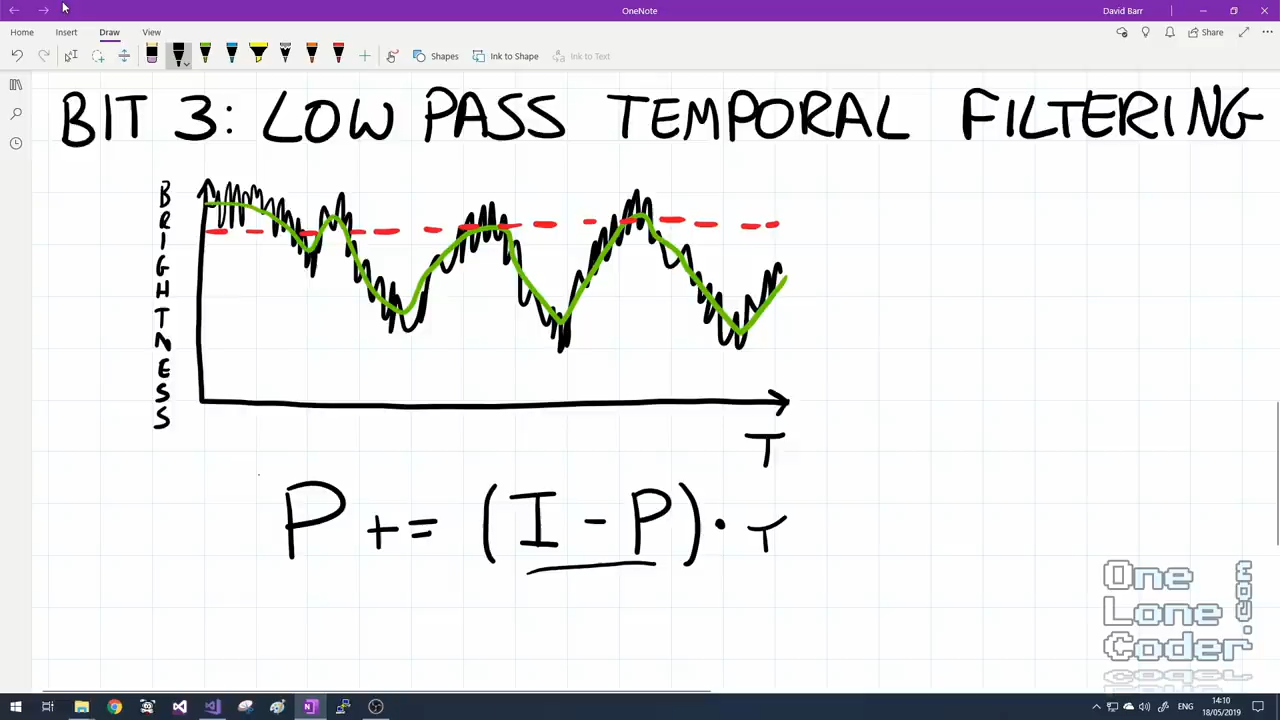 OneNote
David Barr
Home Insert Draw View
Share
Shapes Ink to Shape Ink to Text
BIT 3: LOW PASS TEMPORAL FILTERING
BRIGHTNESS
T
P += (I - P) · T
One
Lone
Coder
.com
14:10
ENG
18/05/2019